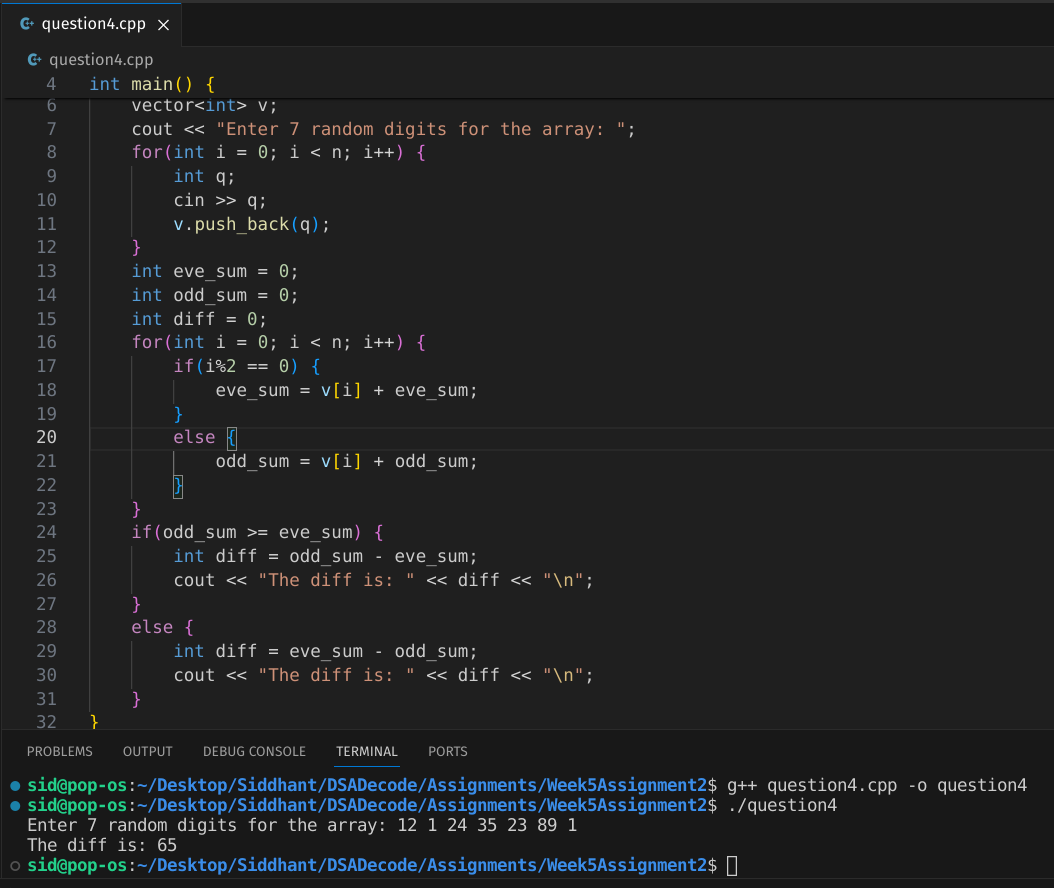 question4.cpp ×
question4.cpp
4 int main() {
6     vector<int> v;
7     cout << "Enter 7 random digits for the array: ";
8     for(int i = 0; i < n; i++) {
9         int q;
10         cin >> q;
11         v.push_back(q);
12     }
13     int eve_sum = 0;
14     int odd_sum = 0;
15     int diff = 0;
16     for(int i = 0; i < n; i++) {
17         if(i%2 == 0) {
18             eve_sum = v[i] + eve_sum;
19         }
20         else {
21             odd_sum = v[i] + odd_sum;
22         }
23     }
24     if(odd_sum >= eve_sum) {
25         int diff = odd_sum - eve_sum;
26         cout << "The diff is: " << diff << "\n";
27     }
28     else {
29         int diff = eve_sum - odd_sum;
30         cout << "The diff is: " << diff << "\n";
31     }
32 }
PROBLEMS OUTPUT DEBUG CONSOLE TERMINAL PORTS
sid@pop-os:~/Desktop/Siddhant/DSADecode/Assignments/Week5Assignment2$ g++ question4.cpp -o question4
sid@pop-os:~/Desktop/Siddhant/DSADecode/Assignments/Week5Assignment2$ ./question4
Enter 7 random digits for the array: 12 1 24 35 23 89 1
The diff is: 65
sid@pop-os:~/Desktop/Siddhant/DSADecode/Assignments/Week5Assignment2$